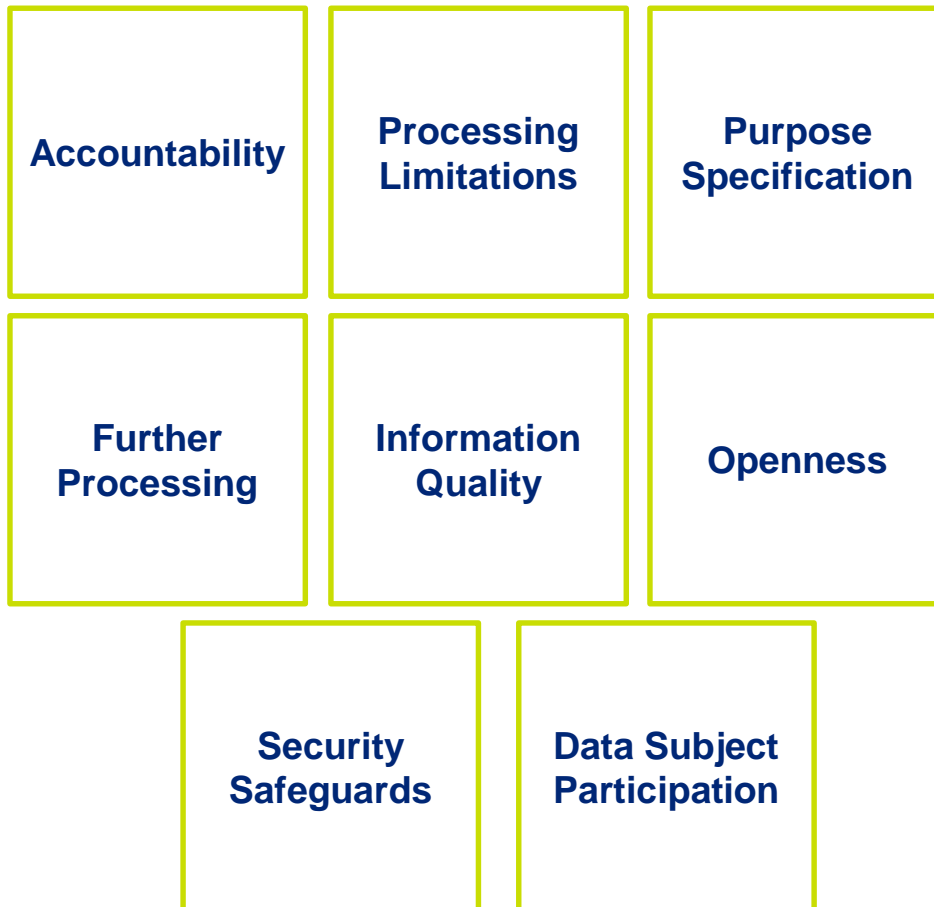 Accountability
Processing
Limitations
Purpose
Specification
Further
Processing
Information
Quality
Openness
Security
Safeguards
Data Subject
Participation